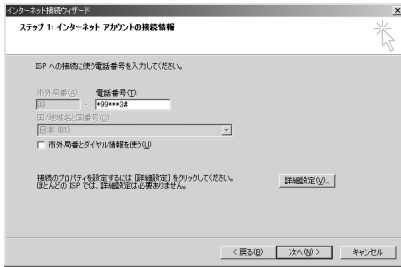 インターネット接続ウィザード
ステップ 1: インターネット アカウントの接続情報
ISP への接続に使う電話番号を入力してください。
市外局番(A): 電話番号(T):
03 - *99***3#
国/地域名と国番号(C):
日本 (81)
市外局番とダイヤル情報を使う(U)
接続のプロパティを設定するには [詳細設定] をクリックしてください。
ほとんどの ISP では、詳細設定は必要ありません。
詳細設定(V)...
< 戻る(B) 次へ(N) > キャンセル